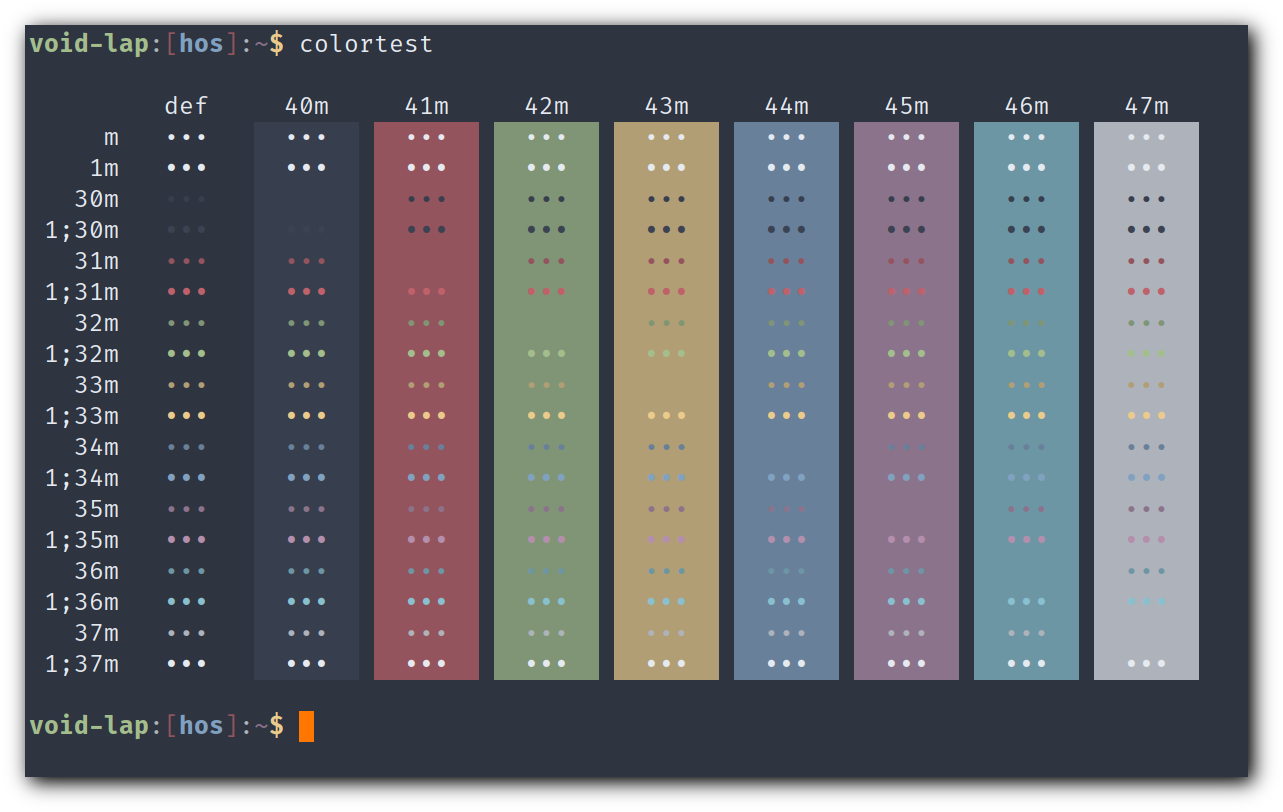 void-lap:[hos]:~$ colortest
def 40m 41m 42m 43m 44m 45m 46m 47m
m ••• ••• ••• ••• ••• ••• ••• ••• •••
1m ••• ••• ••• ••• ••• ••• ••• ••• •••
30m ••• ••• ••• ••• ••• ••• ••• •••
1;30m ••• ••• ••• ••• ••• ••• ••• ••• •••
31m ••• ••• ••• ••• ••• ••• ••• •••
1;31m ••• ••• ••• ••• ••• ••• ••• ••• •••
32m ••• ••• ••• ••• ••• ••• ••• •••
1;32m ••• ••• ••• ••• ••• ••• ••• ••• •••
33m ••• ••• ••• ••• ••• ••• ••• •••
1;33m ••• ••• ••• ••• ••• ••• ••• ••• •••
34m ••• ••• ••• ••• ••• ••• ••• •••
1;34m ••• ••• ••• ••• ••• ••• ••• ••• •••
35m ••• ••• ••• ••• ••• ••• ••• •••
1;35m ••• ••• ••• ••• ••• ••• ••• ••• •••
36m ••• ••• ••• ••• ••• ••• ••• •••
1;36m ••• ••• ••• ••• ••• ••• ••• ••• •••
37m ••• ••• ••• ••• ••• ••• ••• •••
1;37m ••• ••• ••• ••• ••• ••• ••• ••• •••
void-lap:[hos]:~$